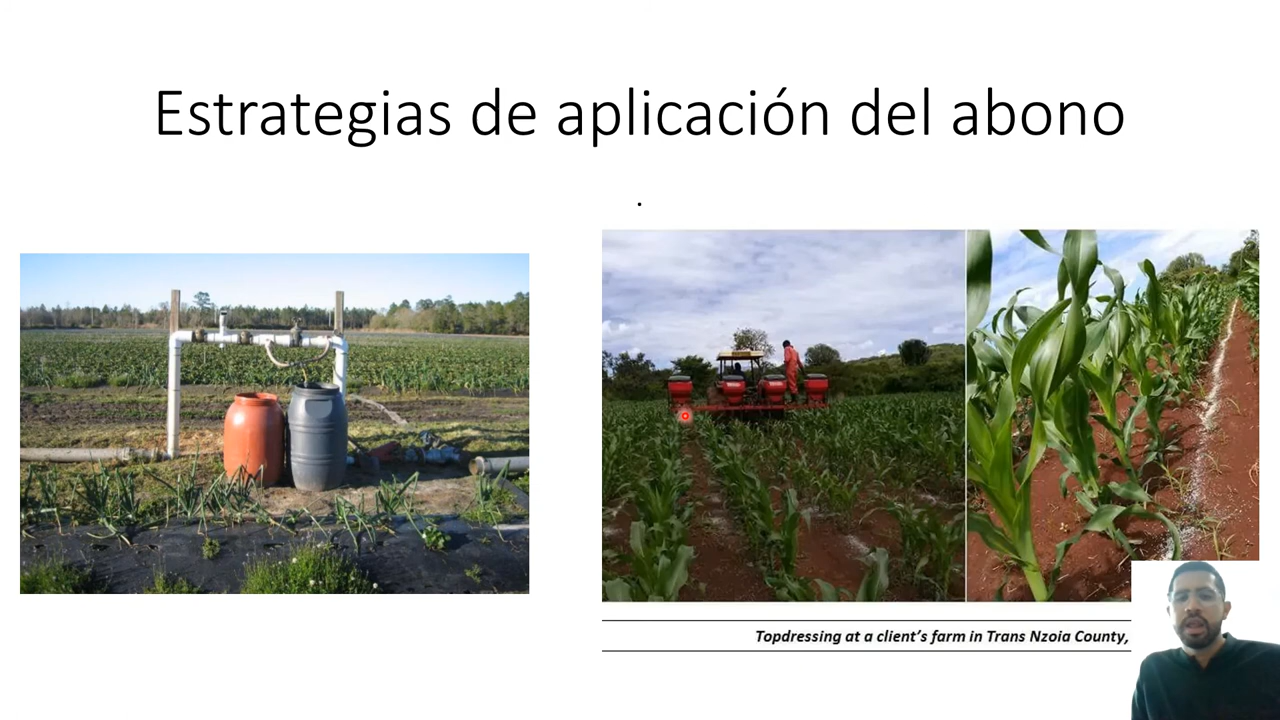 Estrategias de aplicación del abono
.
Topdressing at a client’s farm in Trans Nzoia County,